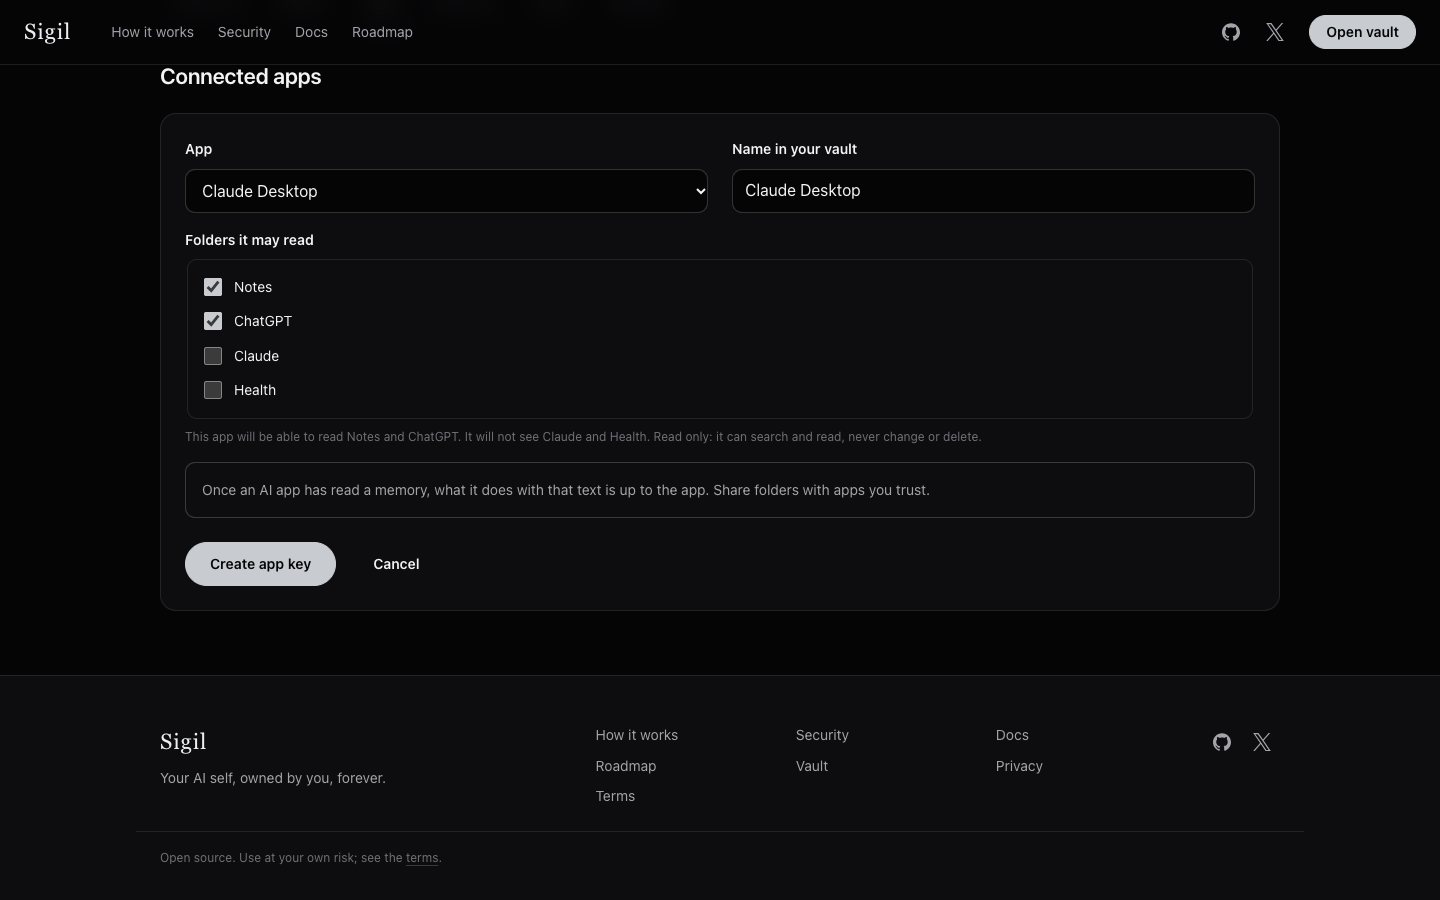 Sigil
How it works
Security
Docs
Roadmap
Open vault
Connected apps
App
Name in your vault
Claude Desktop
Claude Desktop
Folders it may read
Notes
ChatGPT
Claude
Health
This app will be able to read Notes and ChatGPT. It will not see Claude and Health. Read only: it can search and read, never change or delete.
Once an AI app has read a memory, what it does with that text is up to the app. Share folders with apps you trust.
Create app key
Cancel
Sigil
Your AI self, owned by you, forever.
How it works
Security
Docs
Roadmap
Vault
Privacy
Terms
Open source. Use at your own risk; see the terms.